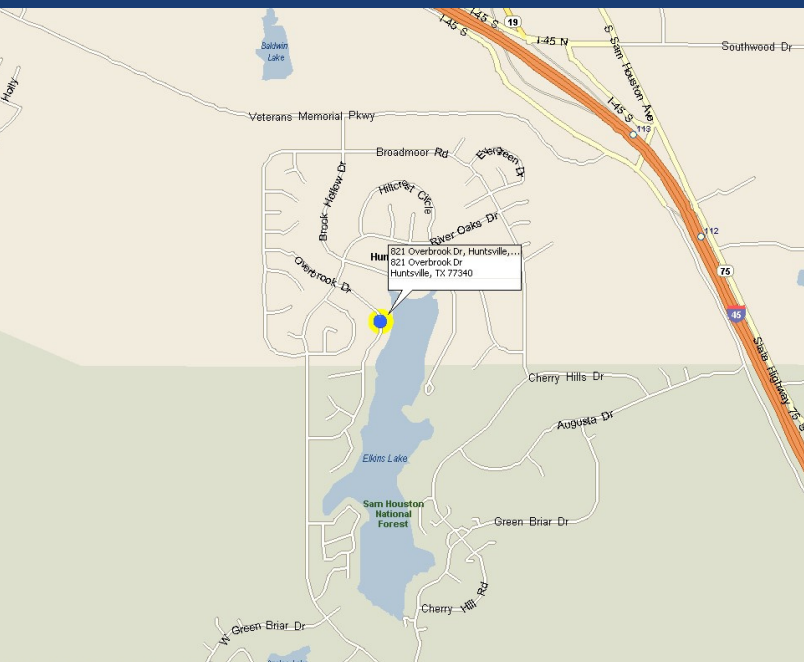 I-45 S
I-45 S
19
I-45 N
S Sam Houston Ave
Southwood Dr
Baldwin
Lake
Holly
I-45 S
113
Veterans Memorial Pkwy
Broadmoor Rd
Evergreen Dr
Brook Hollow Dr
Hillcrest Circle
River Oaks Dr
112
75
45
State Highway 75 S
Overbrook Dr
Hun
821 Overbrook Dr, Huntsville,...
821 Overbrook Dr
Huntsville, TX 77340
Cherry Hills Dr
Augusta Dr
Elkins Lake
Sam Houston
National
Forest
Green Briar Dr
Cherry Hill Rd
W Green Briar Dr